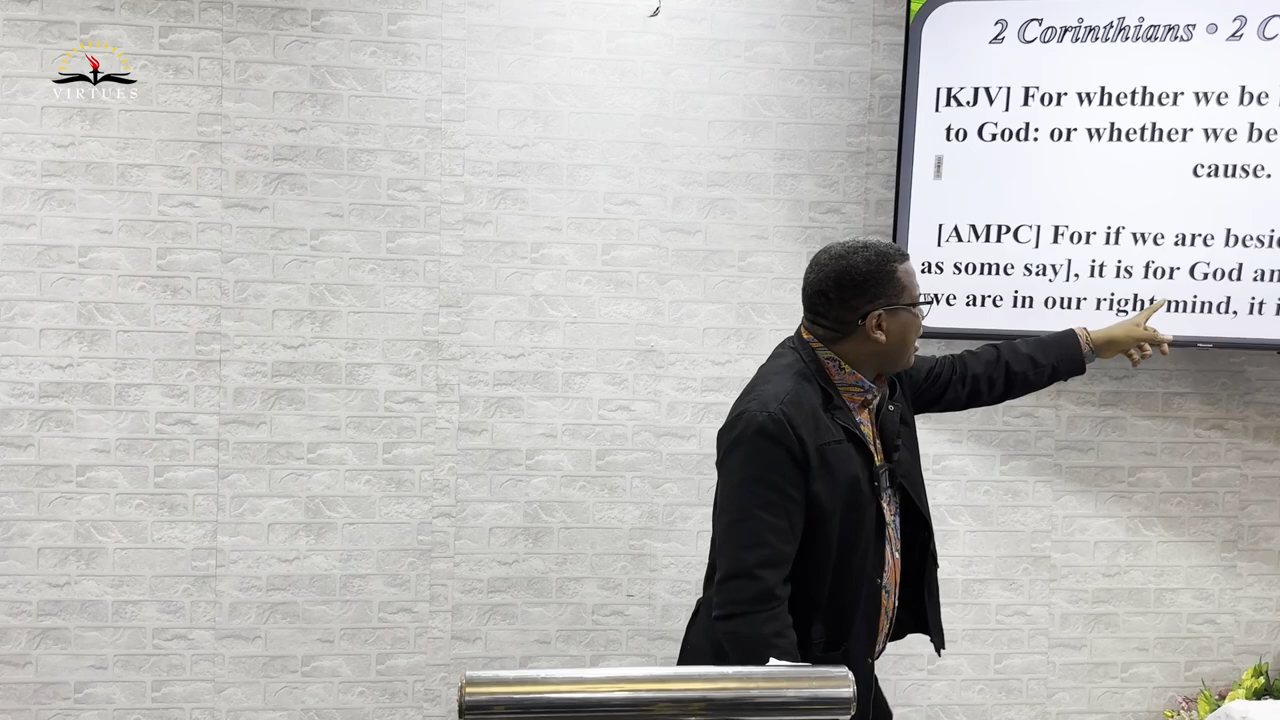 VIRTUES
2 Corinthians • 2 C
[KJV] For whether we be
to God: or whether we be
cause.
[AMPC] For if we are besi
as some say], it is for God an
we are in our right mind, it i
Hisense